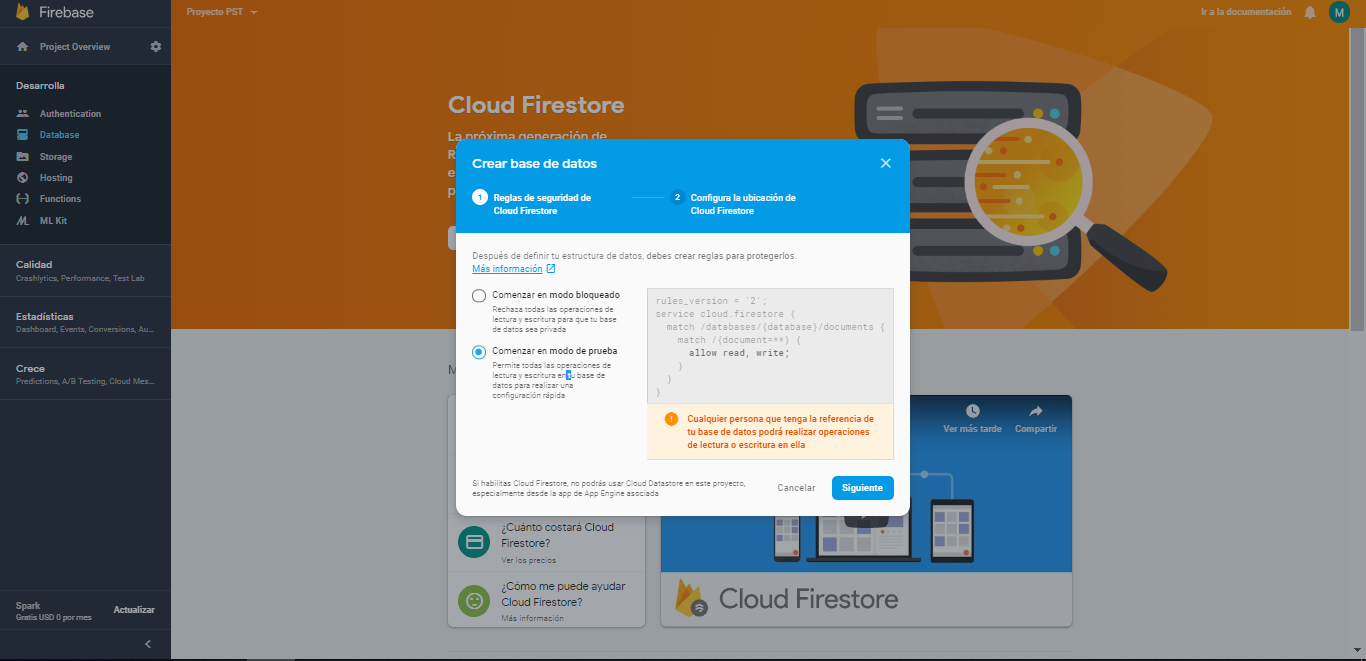 Firebase
Proyecto PST
Ir a la documentación
M
Project Overview
Desarrolla
Authentication
Database
Storage
Hosting
Functions
ML Kit
Calidad
Crashlytics, Performance, Test Lab
Estadísticas
Dashboard, Events, Conversions, Au...
Crece
Predictions, A/B Testing, Cloud Mes...
Spark
Gratis USD 0 por mes
Actualizar
Cloud Firestore
La próxima generación de
Crear base de datos
1 Reglas de seguridad de
Cloud Firestore
2 Configura la ubicación de
Cloud Firestore
Después de definir tu estructura de datos, debes crear reglas para protegerlos.
Más información
Comenzar en modo bloqueado
Rechaza todas las operaciones de
lectura y escritura para que tu base
de datos sea privada
Comenzar en modo de prueba
Permite todas las operaciones de
lectura y escritura en tu base de
datos para realizar una
configuración rápida
rules_version = '2';
service cloud.firestore {
match /databases/{database}/documents {
match /{document=**} {
allow read, write;
}
}
}
Cualquier persona que tenga la referencia de
tu base de datos podrá realizar operaciones
de lectura o escritura en ella
Si habilitas Cloud Firestore, no podrás usar Cloud Datastore en este proyecto,
especialmente desde la app de App Engine asociada
Cancelar
Siguiente
Ver más tarde
Compartir
¿Cuánto costará Cloud
Firestore?
Ver los precios
¿Cómo me puede ayudar
Cloud Firestore?
Más información
Cloud Firestore